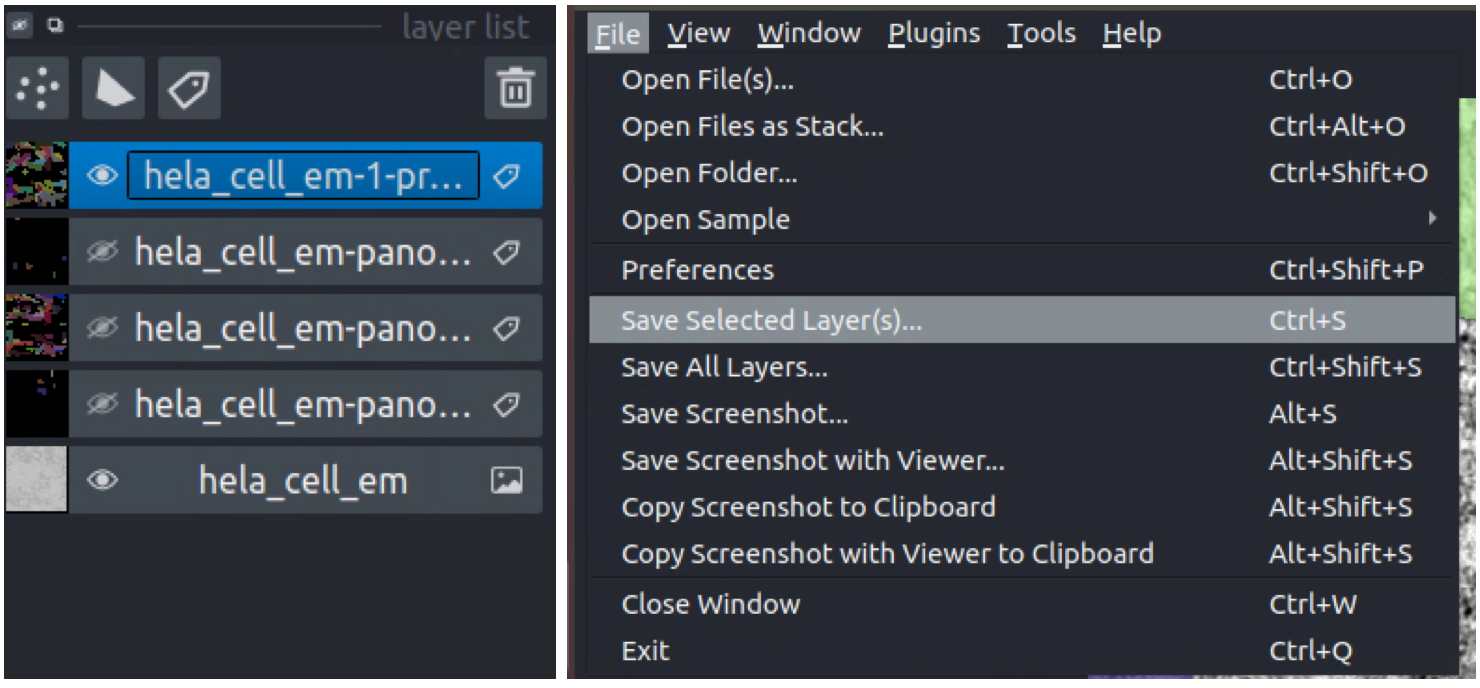 layer list
hela_cell_em-1-pr...
hela_cell_em-pano...
hela_cell_em-pano...
hela_cell_em-pano...
hela_cell_em
File View Window Plugins Tools Help
Open File(s)... Ctrl+O
Open Files as Stack... Ctrl+Alt+O
Open Folder... Ctrl+Shift+O
Open Sample
Preferences Ctrl+Shift+P
Save Selected Layer(s)... Ctrl+S
Save All Layers... Ctrl+Shift+S
Save Screenshot... Alt+S
Save Screenshot with Viewer... Alt+Shift+S
Copy Screenshot to Clipboard Alt+Shift+S
Copy Screenshot with Viewer to Clipboard Alt+Shift+S
Close Window Ctrl+W
Exit Ctrl+Q